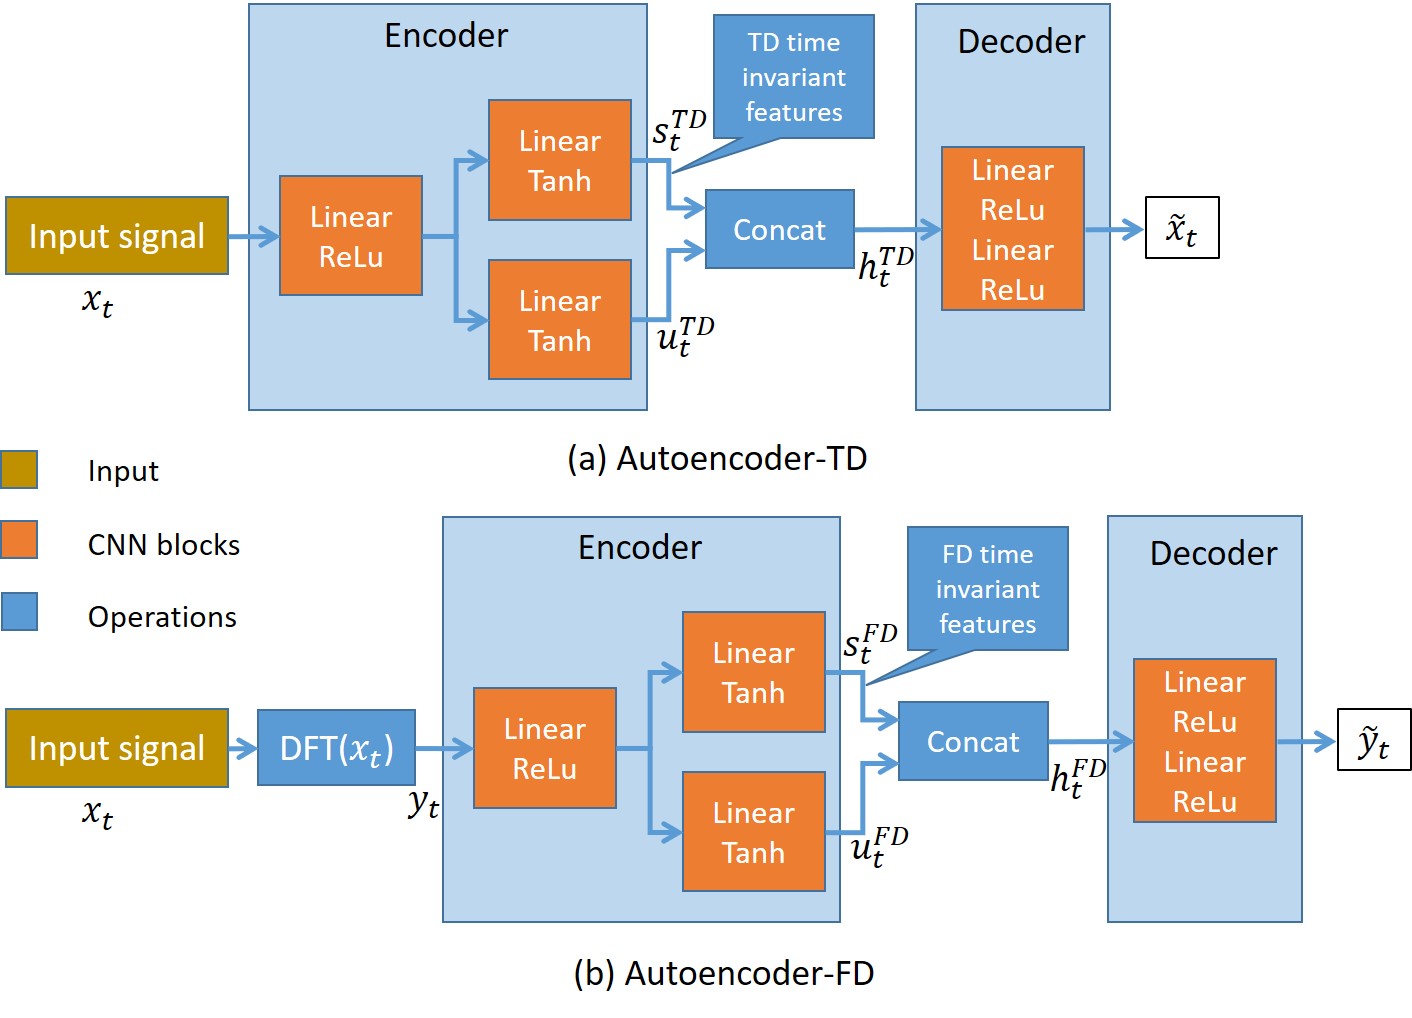 Encoder
Decoder
TD time
invariant
features
Linear
Tanh
s_t^{TD}
Input signal
x_t
Linear
ReLu
Concat
h_t^{TD}
Linear
ReLu
Linear
ReLu
x̃_t
Linear
Tanh
u_t^{TD}
(a) Autoencoder-TD
Input
CNN blocks
Operations
Encoder
Decoder
FD time
invariant
features
Linear
Tanh
s_t^{FD}
Input signal
x_t
DFT(x_t)
y_t
Linear
ReLu
Concat
h_t^{FD}
Linear
ReLu
Linear
ReLu
ỹ_t
Linear
Tanh
u_t^{FD}
(b) Autoencoder-FD